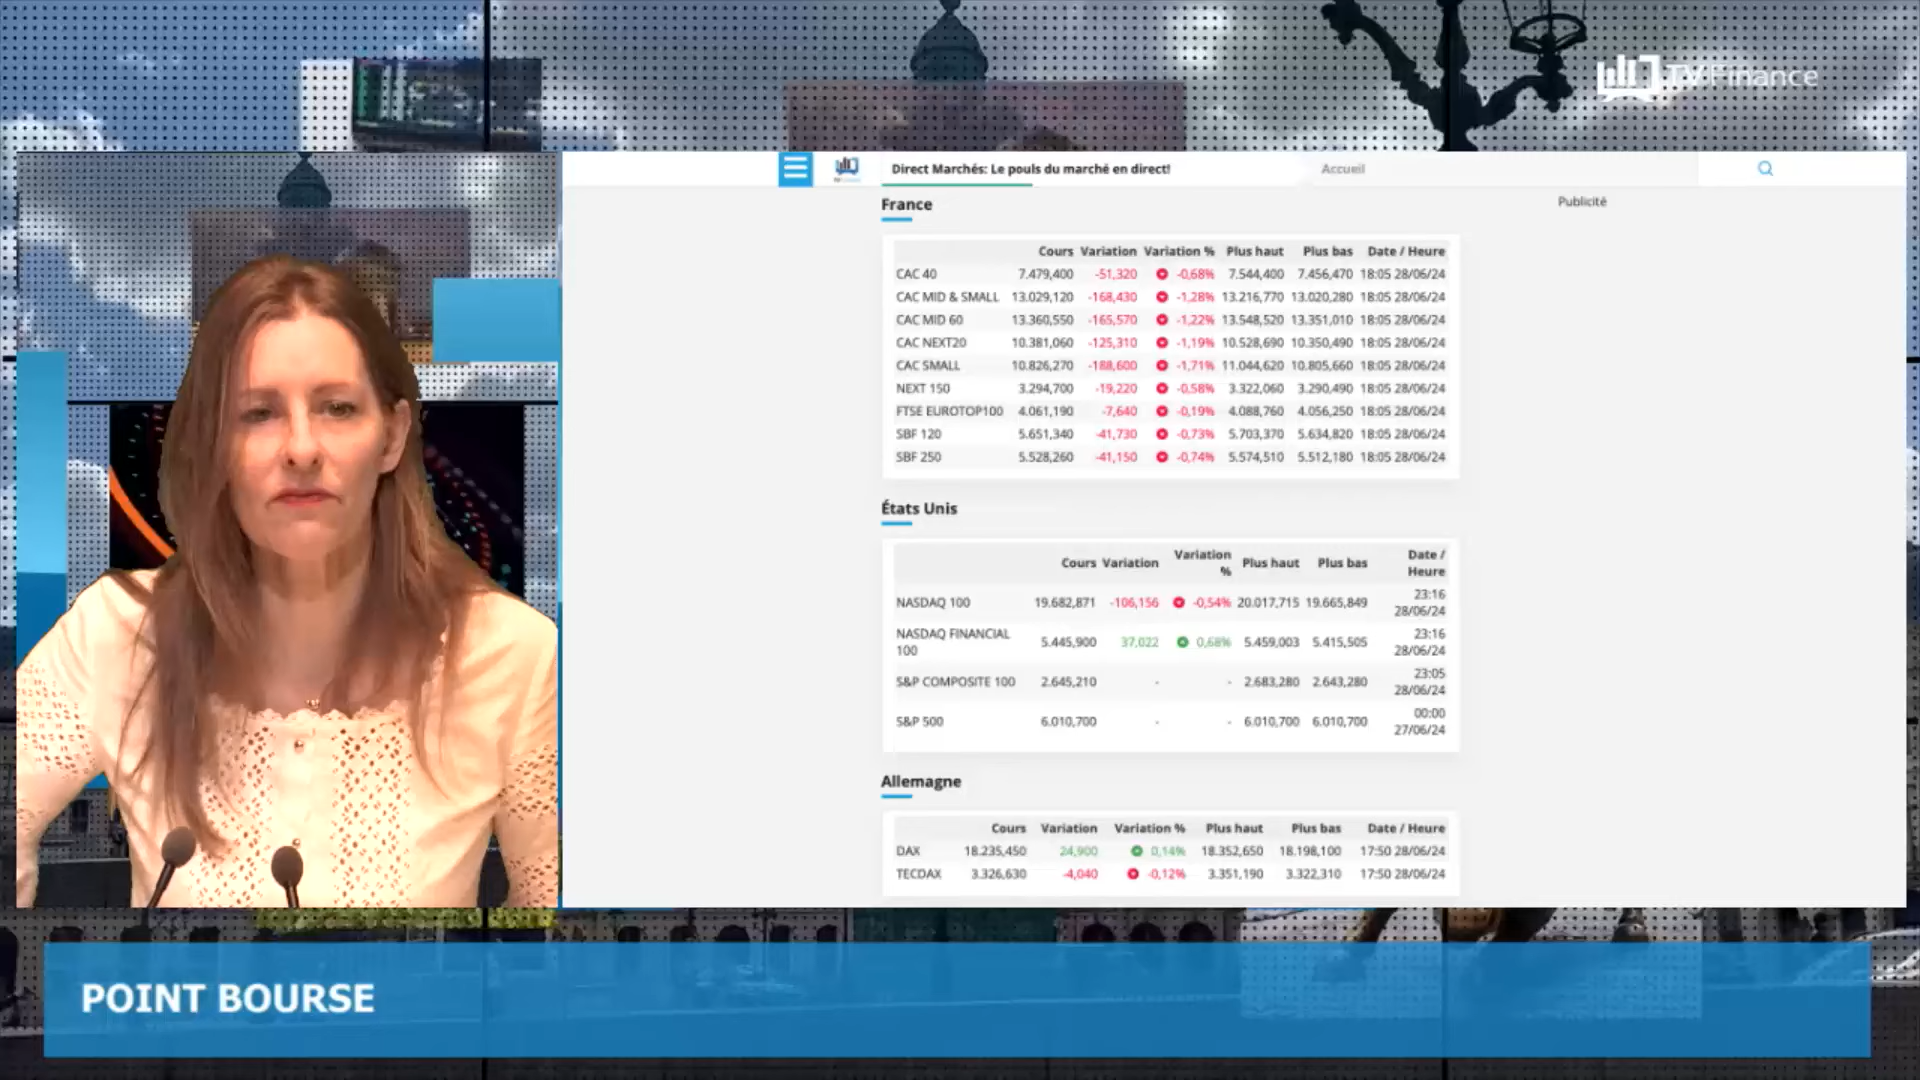 TV Finance
Direct Marchés: Le pouls du marché en direct! Accueil
Publicité
France
Cours Variation Variation % Plus haut Plus bas Date / Heure
CAC 40 7.479,400 -51,320 -0,68% 7.544,400 7.456,470 18:05 28/06/24
CAC MID & SMALL 13.029,120 -168,430 -1,28% 13.216,770 13.020,280 18:05 28/06/24
CAC MID 60 13.360,550 -165,570 -1,22% 13.548,520 13.351,010 18:05 28/06/24
CAC NEXT20 10.381,060 -125,310 -1,19% 10.528,690 10.350,490 18:05 28/06/24
CAC SMALL 10.826,270 -188,600 -1,71% 11.044,620 10.805,660 18:05 28/06/24
NEXT 150 3.294,700 -19,220 -0,58% 3.322,060 3.290,490 18:05 28/06/24
FTSE EUROTOP100 4.061,190 -7,640 -0,19% 4.088,760 4.056,250 18:05 28/06/24
SBF 120 5.651,340 -41,730 -0,73% 5.703,370 5.634,820 18:05 28/06/24
SBF 250 5.528,260 -41,150 -0,74% 5.574,510 5.512,180 18:05 28/06/24
États Unis
Cours Variation Variation % Plus haut Plus bas Date / Heure
NASDAQ 100 19.682,871 -106,156 -0,54% 20.017,715 19.665,849 23:16 28/06/24
NASDAQ FINANCIAL 100 5.445,900 37,022 0,68% 5.459,003 5.415,505 23:16 28/06/24
S&P COMPOSITE 100 2.645,210 - - 2.683,280 2.643,280 23:05 28/06/24
S&P 500 6.010,700 - - 6.010,700 6.010,700 00:00 27/06/24
Allemagne
Cours Variation Variation % Plus haut Plus bas Date / Heure
DAX 18.235,450 24,900 0,14% 18.352,650 18.198,100 17:50 28/06/24
TECDAX 3.326,630 -4,040 -0,12% 3.351,190 3.322,310 17:50 28/06/24
POINT BOURSE